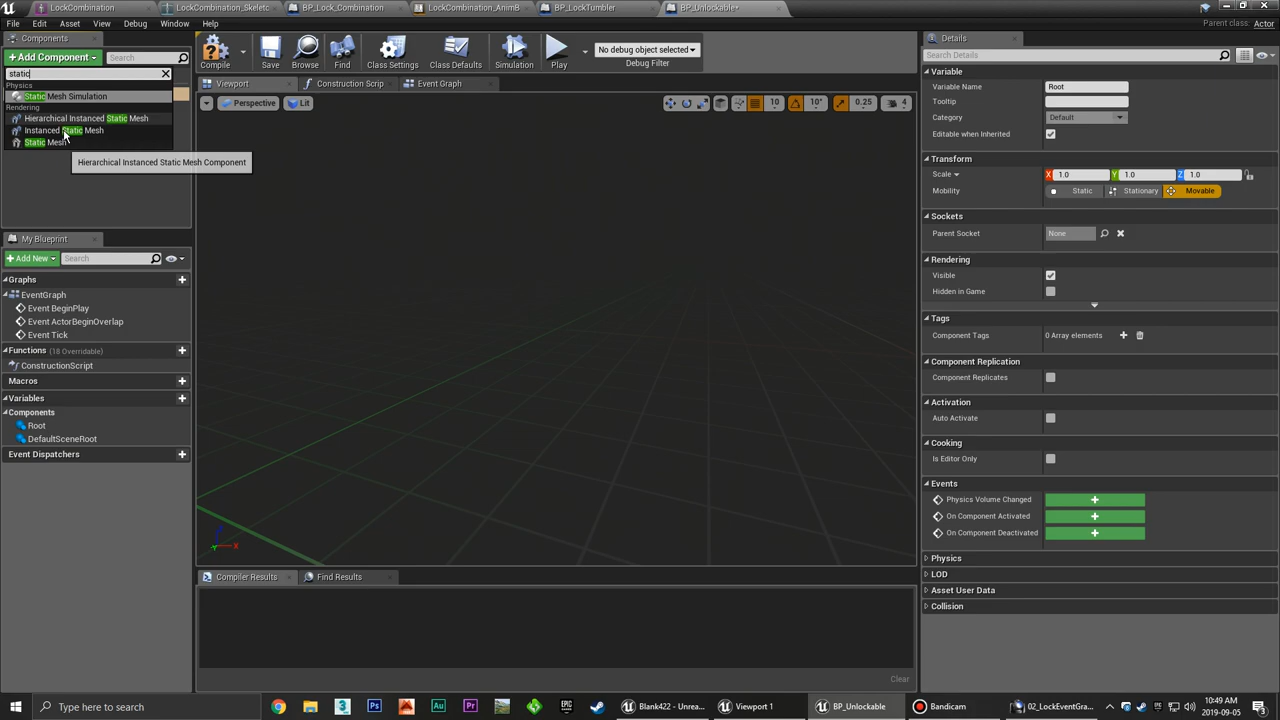 LockCombination
LockCombination_Skeletc
BP_Lock_Combination
LockCombination_AnimB
BP_LockTumbler
BP_Unlockable*
File
Edit
Asset
View
Debug
Window
Help
Parent class: Actor
Components
+ Add Component
Search
static
Physics
Static Mesh Simulation
Rendering
Hierarchical Instanced Static Mesh
Instanced Static Mesh
Static Mesh
Hierarchical Instanced Static Mesh Component
Compile
Save
Browse
Find
Class Settings
Class Defaults
Simulation
Play
No debug object selected
Debug Filter
Viewport
Construction Scrip
Event Graph
Perspective
Lit
10
10°
0.25
4
X
My Blueprint
+ Add New
Search
Graphs
EventGraph
Event BeginPlay
Event ActorBeginOverlap
Event Tick
Functions (18 Overridable)
ConstructionScript
Macros
Variables
Components
Root
DefaultSceneRoot
Event Dispatchers
Compiler Results
Find Results
Clear
Details
Search Details
Variable
Variable Name
Root
Tooltip
Category
Default
Editable when Inherited
Transform
Scale
X 1.0
Y 1.0
Z 1.0
Mobility
Static
Stationary
Movable
Sockets
Parent Socket
None
Rendering
Visible
Hidden in Game
Tags
Component Tags
0 Array elements
Component Replication
Component Replicates
Activation
Auto Activate
Cooking
Is Editor Only
Events
Physics Volume Changed
On Component Activated
On Component Deactivated
Physics
LOD
Asset User Data
Collision
Type here to search
Blank422 - Unrea...
Viewport 1
BP_Unlockable
Bandicam
02_LockEventGra...
10:49 AM
2019-09-05